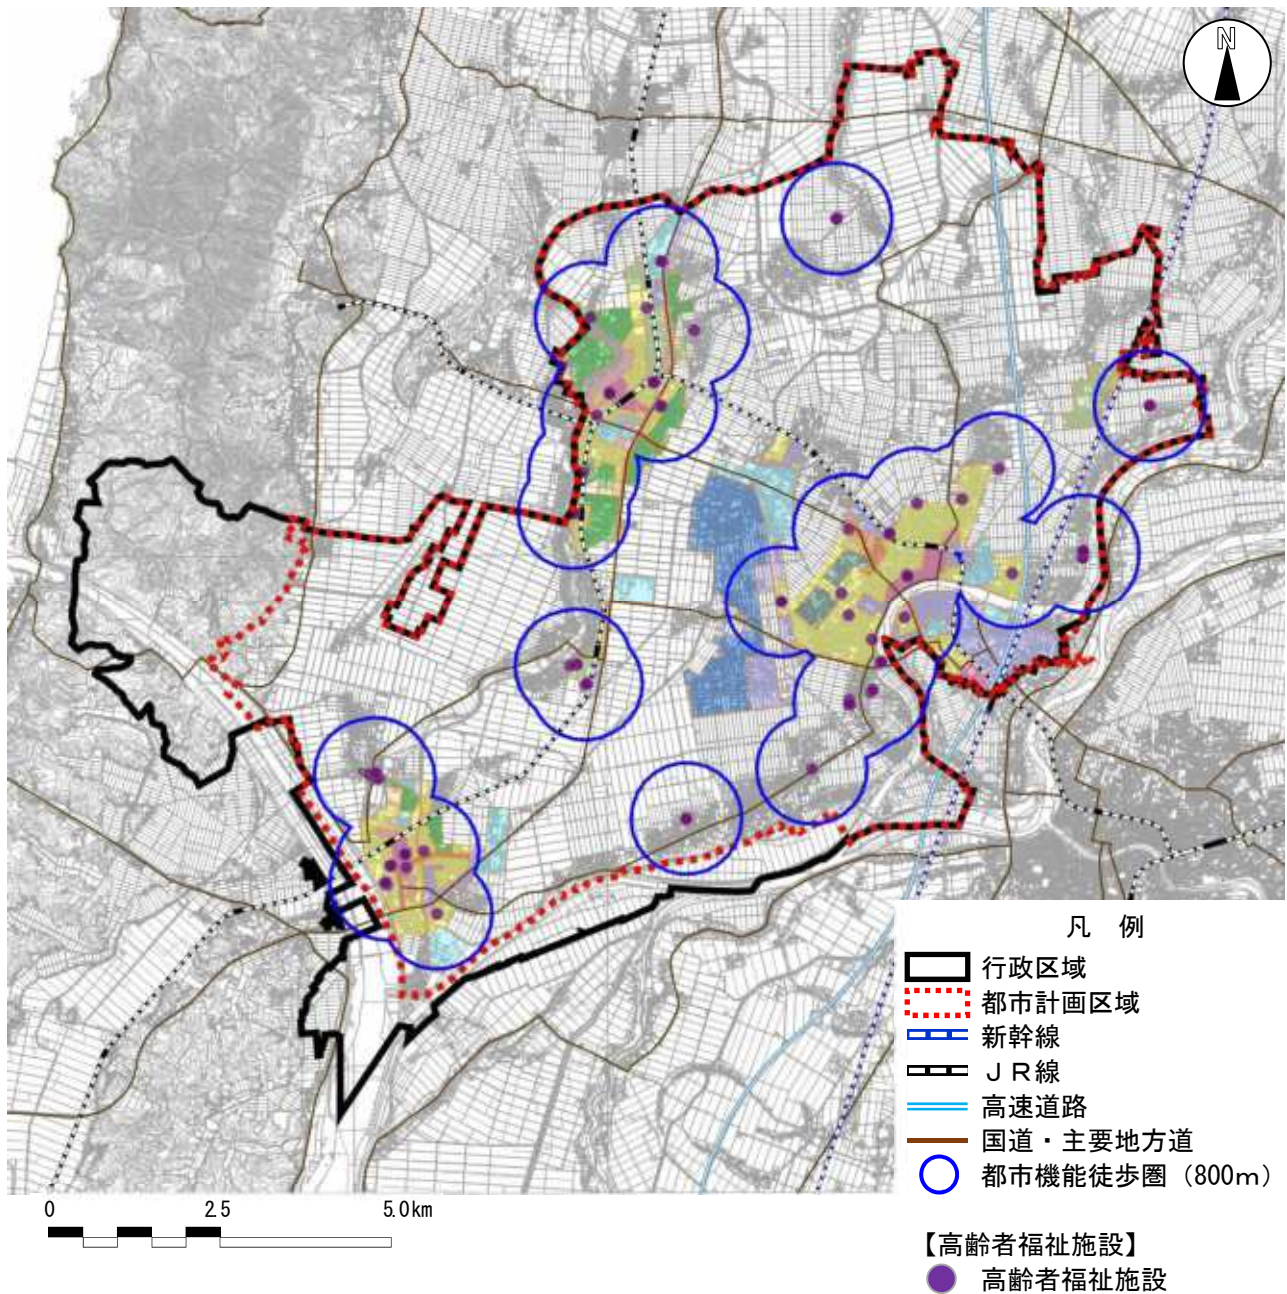 N
凡 例
行政区域
都市計画区域
新幹線
ＪＲ線
高速道路
国道・主要地方道
都市機能徒歩圏（800m）
0 2.5 5.0km
【高齢者福祉施設】
高齢者福祉施設